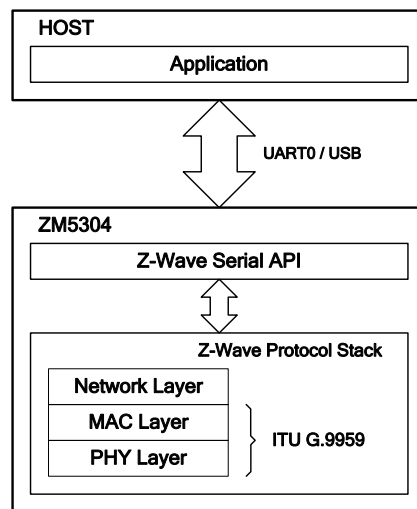 HOST
Application
UART0 / USB
ZM5304
Z-Wave Serial API
Z-Wave Protocol Stack
Network Layer
MAC Layer
PHY Layer
ITU G.9959